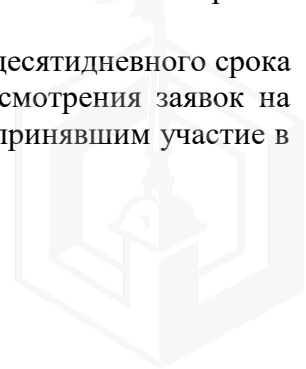 десятидневного срока
смотрения заявок на
принявшим участие в